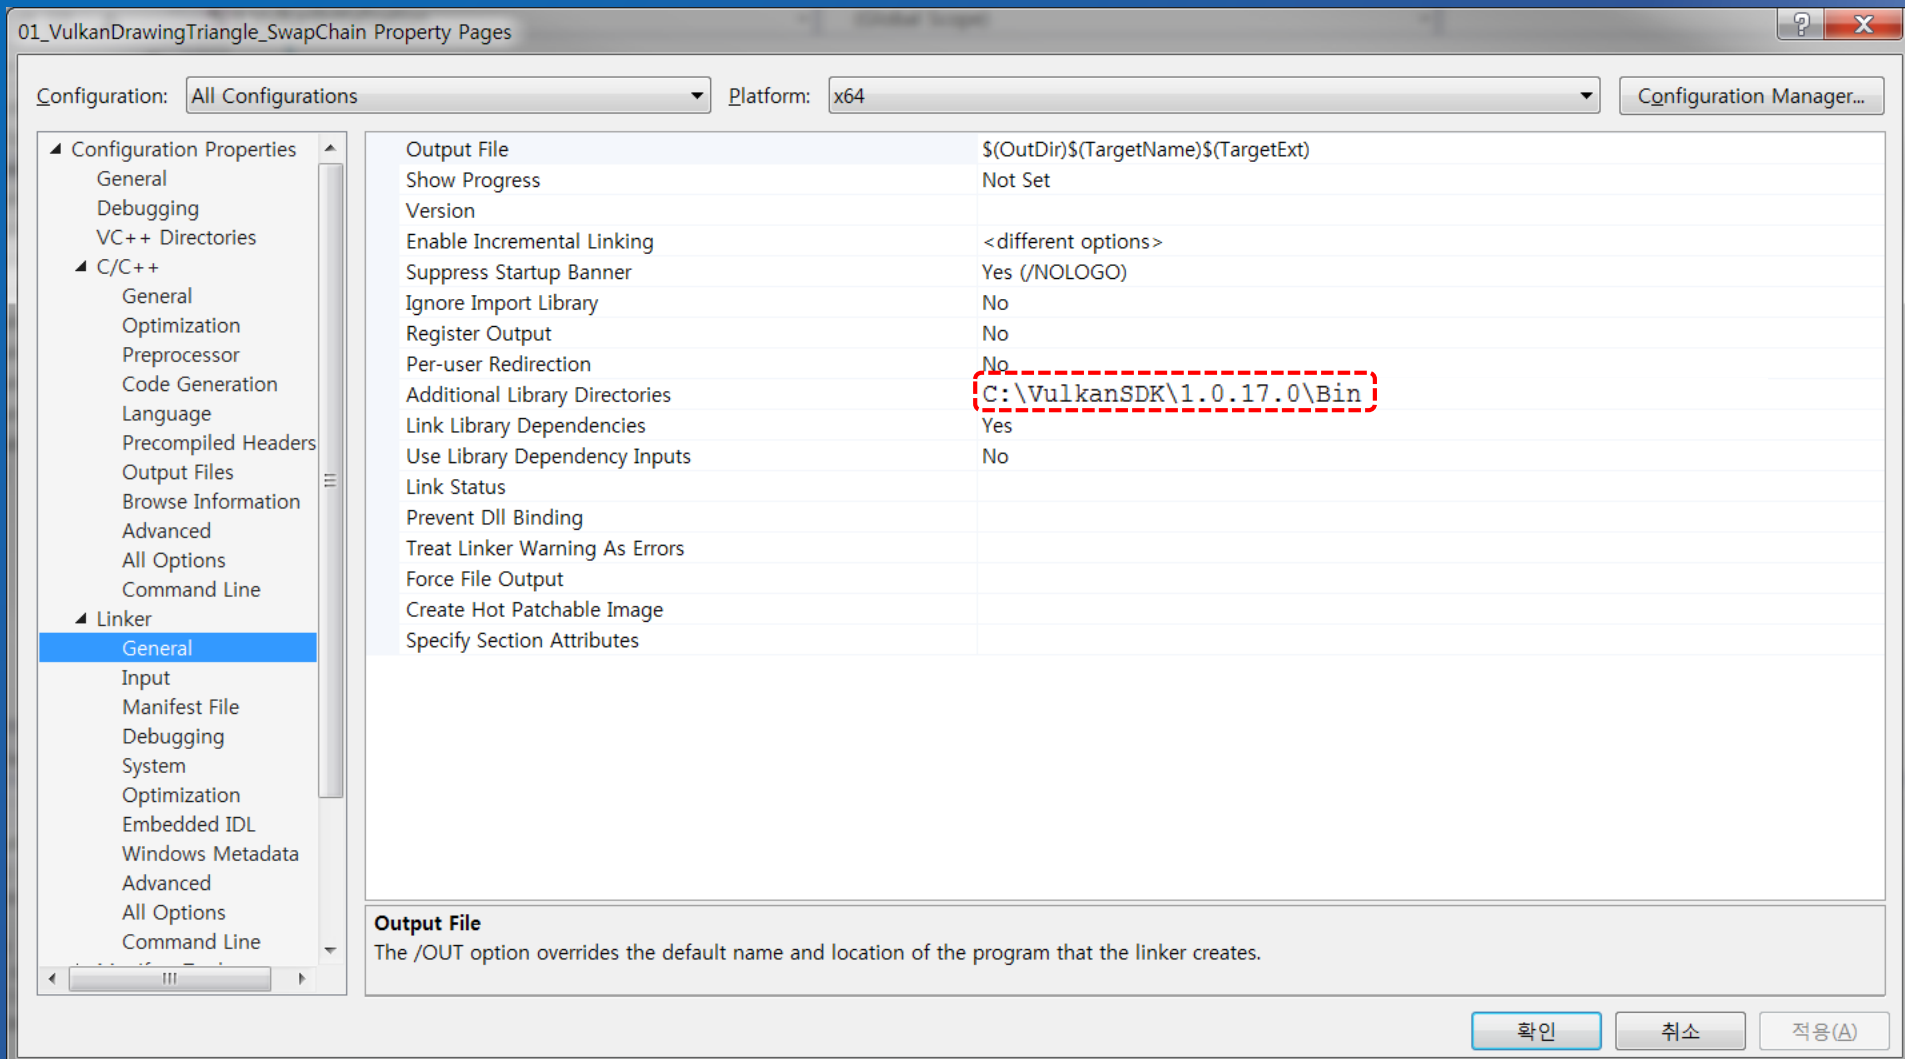 01_VulkanDrawingTriangle_SwapChain Property Pages
Configuration: All Configurations Platform: x64 Configuration Manager...
Configuration Properties
General
Debugging
VC++ Directories
C/C++
General
Optimization
Preprocessor
Code Generation
Language
Precompiled Headers
Output Files
Browse Information
Advanced
All Options
Command Line
Linker
General
Input
Manifest File
Debugging
System
Optimization
Embedded IDL
Windows Metadata
Advanced
All Options
Command Line
Output File $(OutDir)$(TargetName)$(TargetExt)
Show Progress Not Set
Version
Enable Incremental Linking <different options>
Suppress Startup Banner Yes (/NOLOGO)
Ignore Import Library No
Register Output No
Per-user Redirection No
Additional Library Directories C:\VulkanSDK\1.0.17.0\Bin
Link Library Dependencies Yes
Use Library Dependency Inputs No
Link Status
Prevent Dll Binding
Treat Linker Warning As Errors
Force File Output
Create Hot Patchable Image
Specify Section Attributes
Output File
The /OUT option overrides the default name and location of the program that the linker creates.
확인 취소 적용(A)